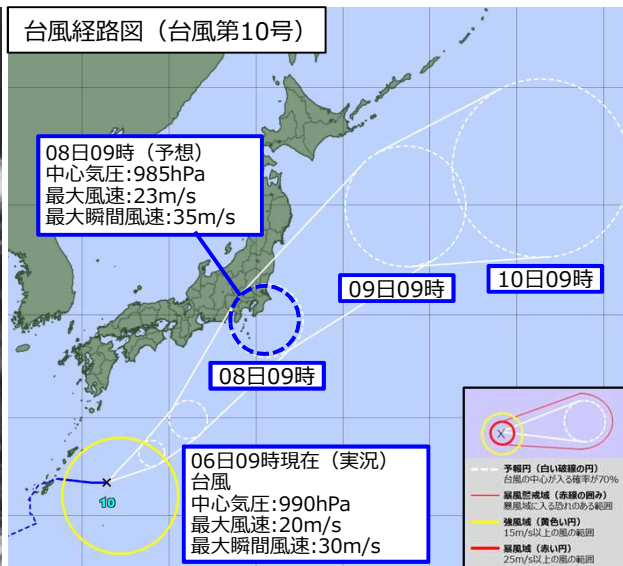 台風経路図（台風第10号）
08日09時（予想）
中心気圧:985hPa
最大風速:23m/s
最大瞬間風速:35m/s
10日09時
09日09時
08日09時
06日09時現在（実況）
台風
中心気圧:990hPa
最大風速:20m/s
最大瞬間風速:30m/s
10
予報円（白い破線の円）
台風の中心が入る確率が70%
暴風警戒域（赤線の囲み）
暴風域に入る恐れのある範囲
強風域（黄色い円）
15m/s以上の風の範囲
暴風域（赤い円）
25m/s以上の風の範囲